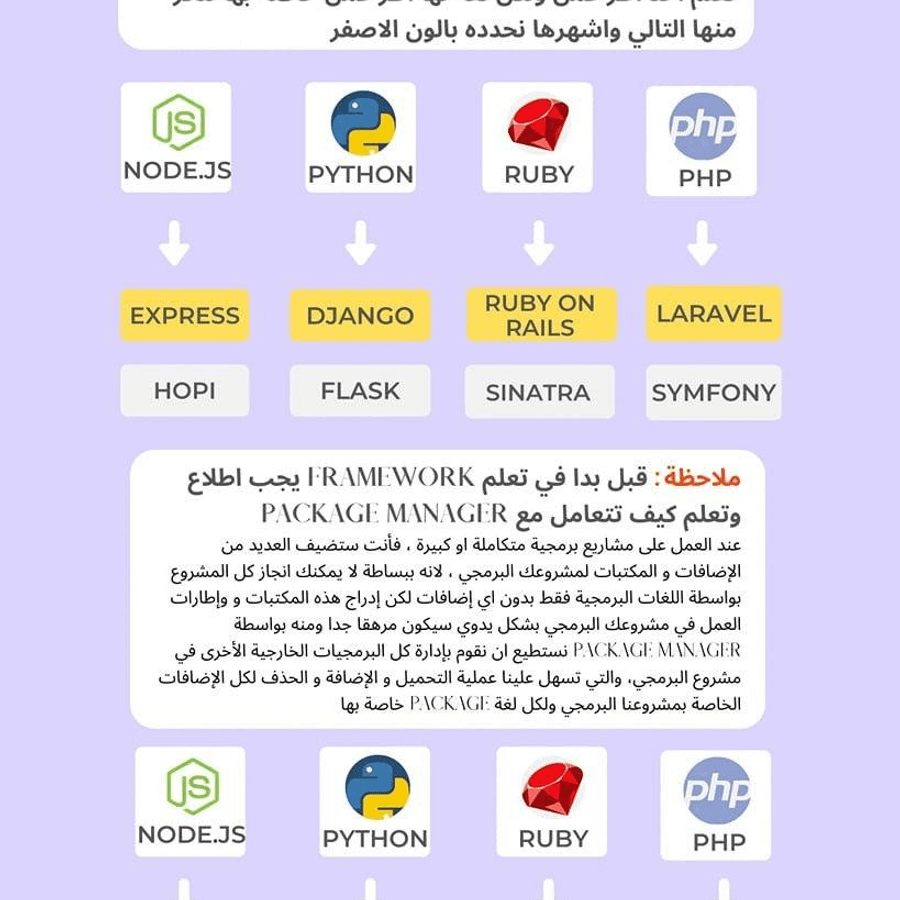 منها التالي واشهرها نحدده بالون الاصفر
JS
NODE.JS
PYTHON
RUBY
php
PHP
EXPRESS
DJANGO
RUBY ON
RAILS
LARAVEL
HOPI
FLASK
SINATRA
SYMFONY
ملاحظة : قبل بدا في تعلم FRAMEWORK يجب اطلاع
وتعلم كيف تتعامل مع PACKAGE MANAGER
عند العمل على مشاريع برمجية متكاملة او كبيرة ، فأنت ستضيف العديد من
الإضافات و المكتبات لمشروعك البرمجي ، لانه ببساطة لا يمكنك انجاز كل المشروع
بواسطة اللغات البرمجية فقط بدون اي إضافات لكن إدراج هذه المكتبات و وإطارات
العمل في مشروعك البرمجي بشكل يدوي سيكون مرهقا جدا ومنه بواسطة
PACKAGE MANAGER نستطيع ان نقوم بإدارة كل البرمجيات الخارجية الأخرى في
مشروع البرمجي، والتي تسهل علينا عملية التحميل و الإضافة و الحذف لكل الإضافات
الخاصة بمشروعنا البرمجي ولكل لغة PACKAGE خاصة بها
JS
NODE.JS
PYTHON
RUBY
php
PHP